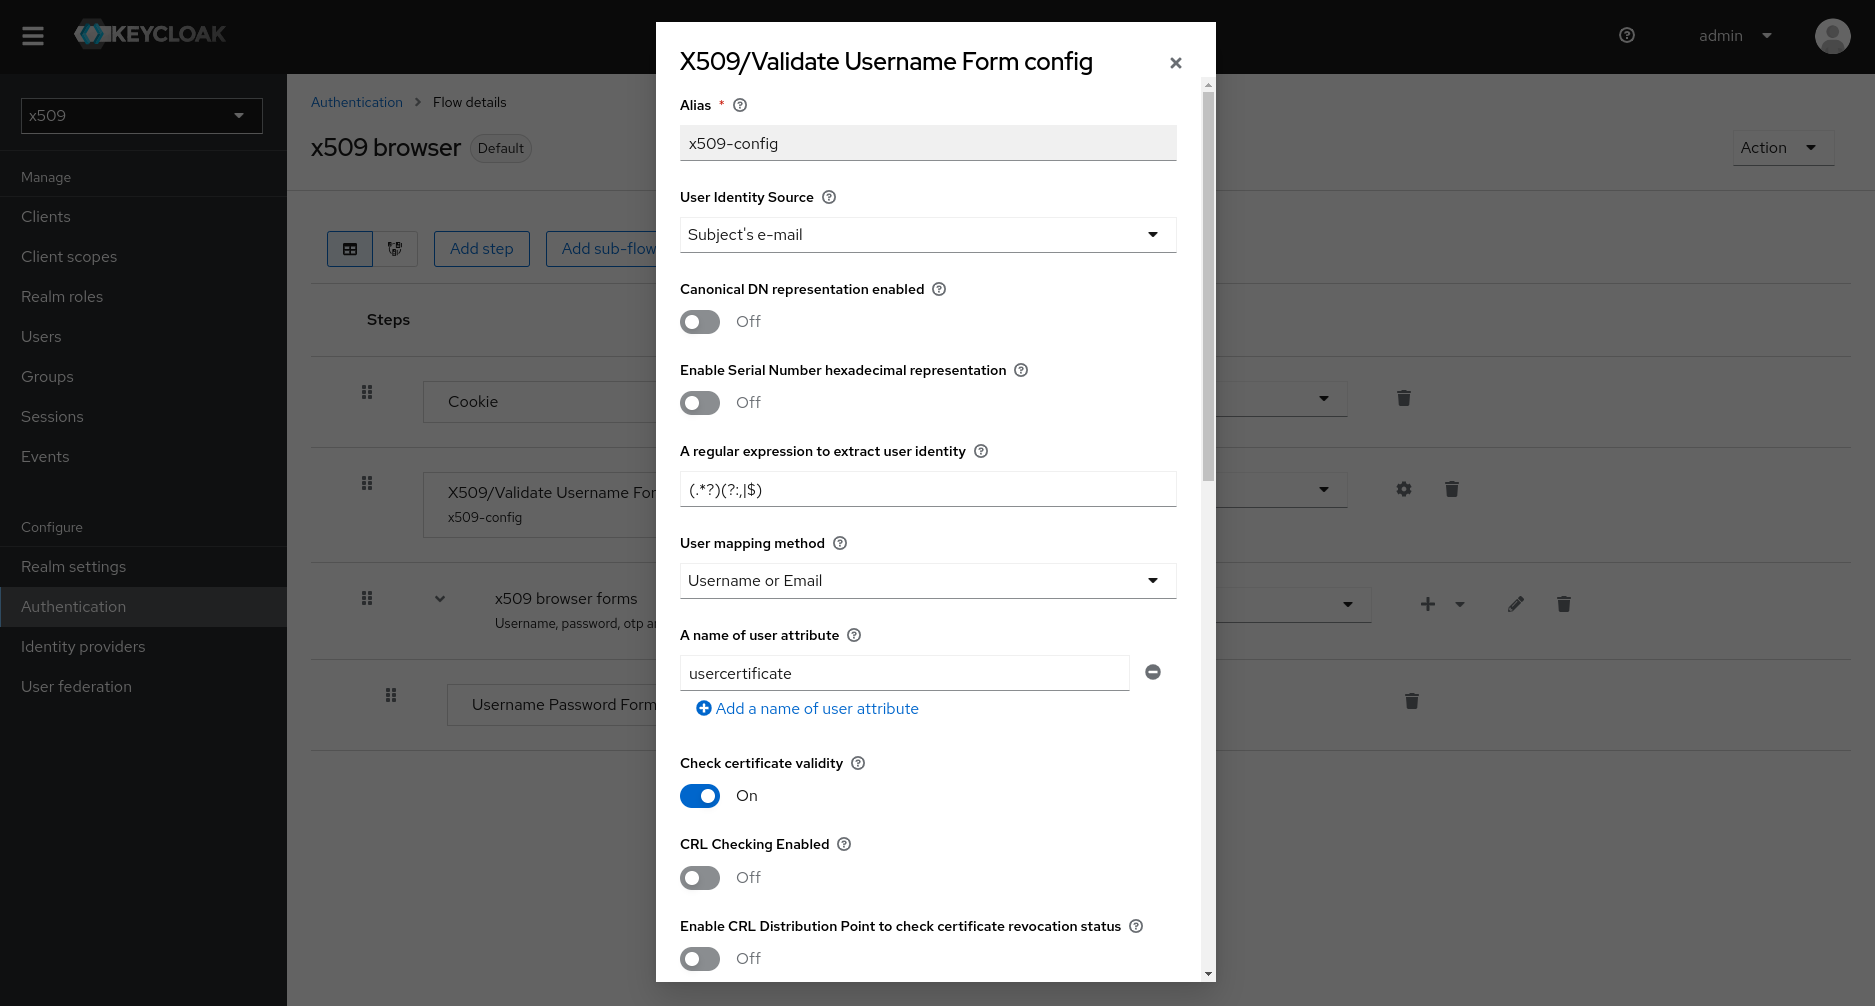 KEYCLOAK
admin
x509
Manage
Clients
Client scopes
Realm roles
Users
Groups
Sessions
Events
Configure
Realm settings
Authentication
Identity providers
User federation
Authentication > Flow details
x509 browser Default
Action
Add step Add sub-flow
Steps
Cookie
X509/Validate Username For
x509-config
x509 browser forms
Username, password, otp
Username Password Form
X509/Validate Username Form config
Alias *
x509-config
User Identity Source
Subject's e-mail
Canonical DN representation enabled
Off
Enable Serial Number hexadecimal representation
Off
A regular expression to extract user identity
(.*?)(?:,|$)
User mapping method
Username or Email
A name of user attribute
usercertificate
Add a name of user attribute
Check certificate validity
On
CRL Checking Enabled
Off
Enable CRL Distribution Point to check certificate revocation status
Off